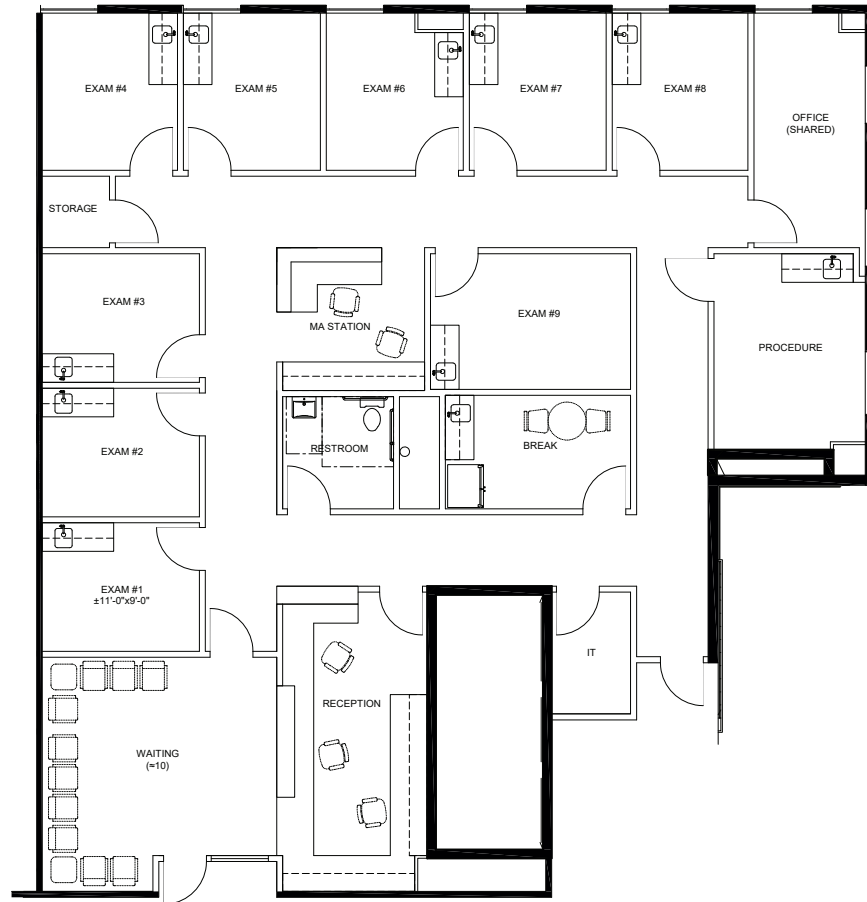 EXAM #4
EXAM #5
EXAM #6
EXAM #7
EXAM #8
OFFICE
(SHARED)
STORAGE
EXAM #3
MA STATION
EXAM #9
PROCEDURE
EXAM #2
RESTROOM
BREAK
EXAM #1
±11'-0"x9'-0"
IT
RECEPTION
WAITING
(≈10)